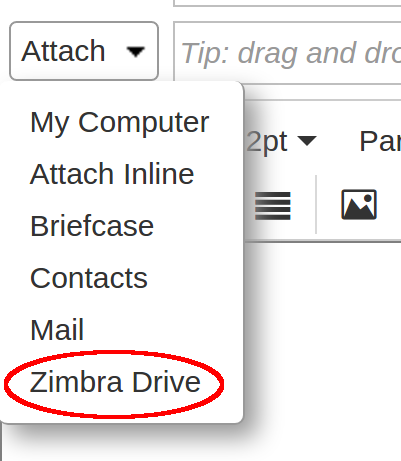 Attach
Tip: drag and dro
My Computer
2pt
Par
Attach Inline
Briefcase
Contacts
Mail
Zimbra Drive